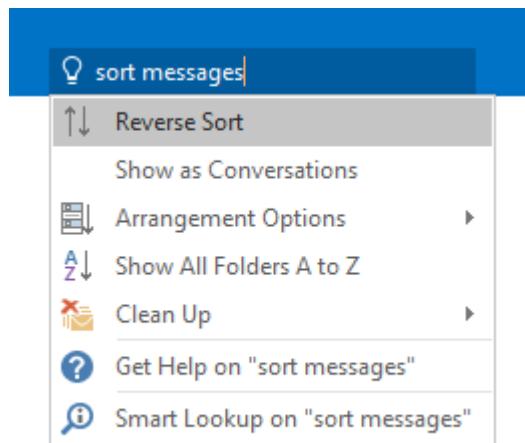 sort messages
Reverse Sort
Show as Conversations
Arrangement Options
Show All Folders A to Z
Clean Up
Get Help on "sort messages"
Smart Lookup on "sort messages"